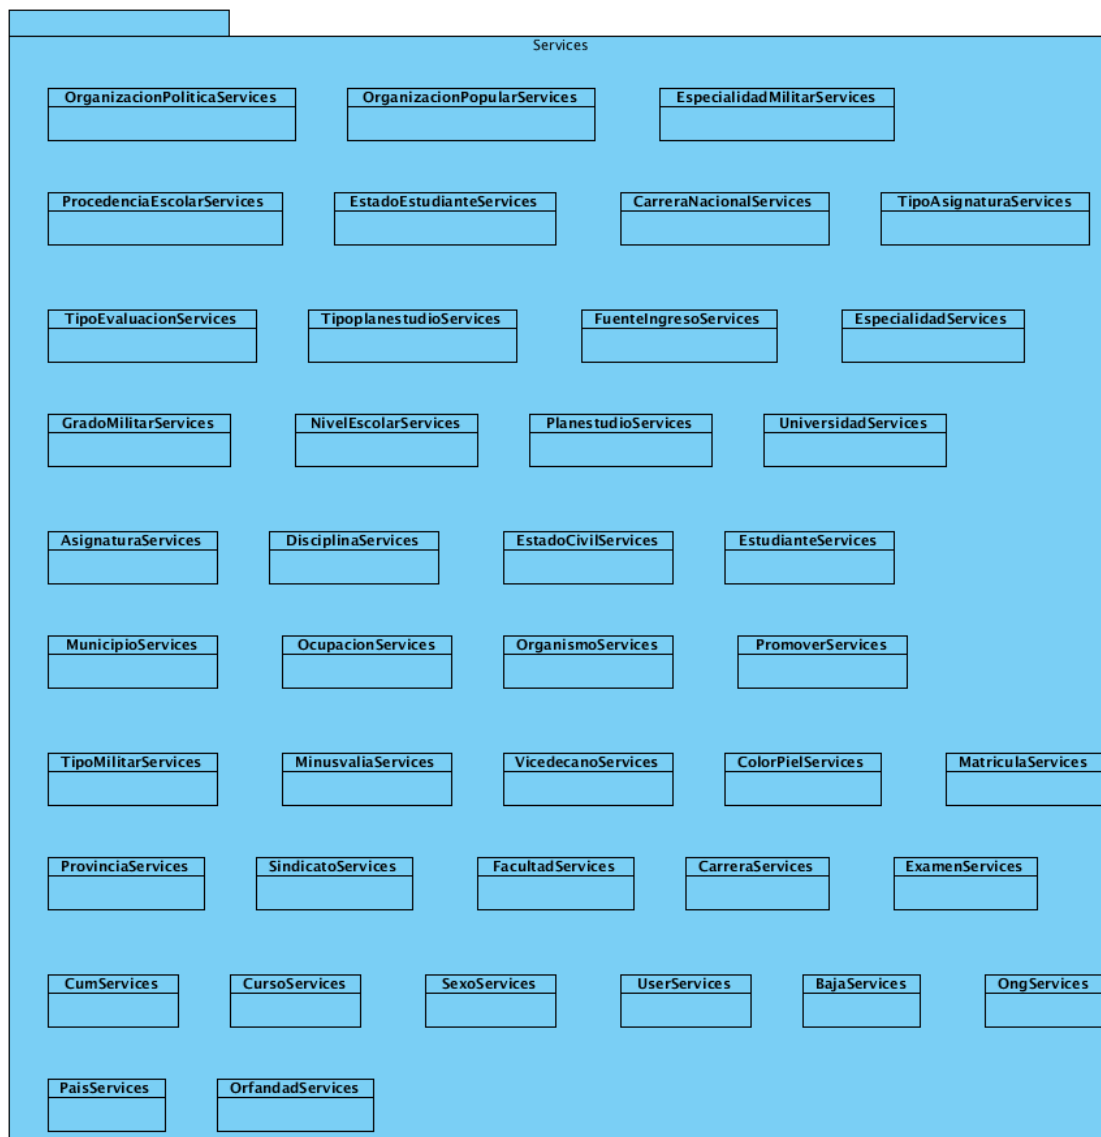 Services
OrganizacionPoliticaServices OrganizacionPopularServices EspecialidadMilitarServices
ProcedenciaEscolarServices EstadoEstudianteServices CarreraNacionalServices TipoAsignaturaServices
TipoEvaluacionServices TipoplanestudioServices FuenteIngresoServices EspecialidadServices
GradoMilitarServices NivelEscolarServices PlanestudioServices UniversidadServices
AsignaturaServices DisciplinaServices EstadoCivilServices EstudianteServices
MunicipioServices OcupacionServices OrganismoServices PromoverServices
TipoMilitarServices MinusvaliaServices VicedecanoServices ColorPielServices MatriculaServices
ProvinciaServices SindicatoServices FacultadServices CarreraServices ExamenServices
CumServices CursoServices SexoServices UserServices BajaServices OngServices
PaisServices OrfandadServices